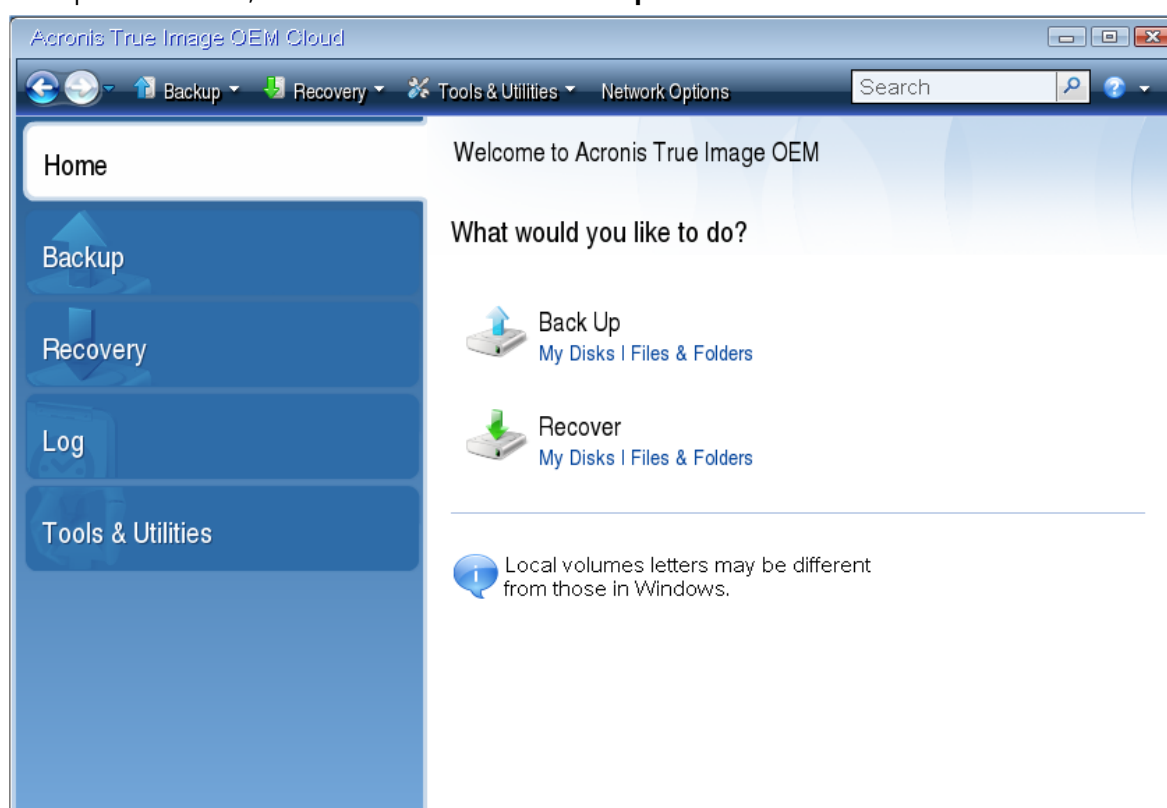 Acronis True Image OEM Cloud
Backup Recovery Tools & Utilities Network Options Search
Home
Backup
Recovery
Log
Tools & Utilities
Welcome to Acronis True Image OEM
What would you like to do?
Back Up
My Disks | Files & Folders
Recover
My Disks | Files & Folders
Local volumes letters may be different
from those in Windows.